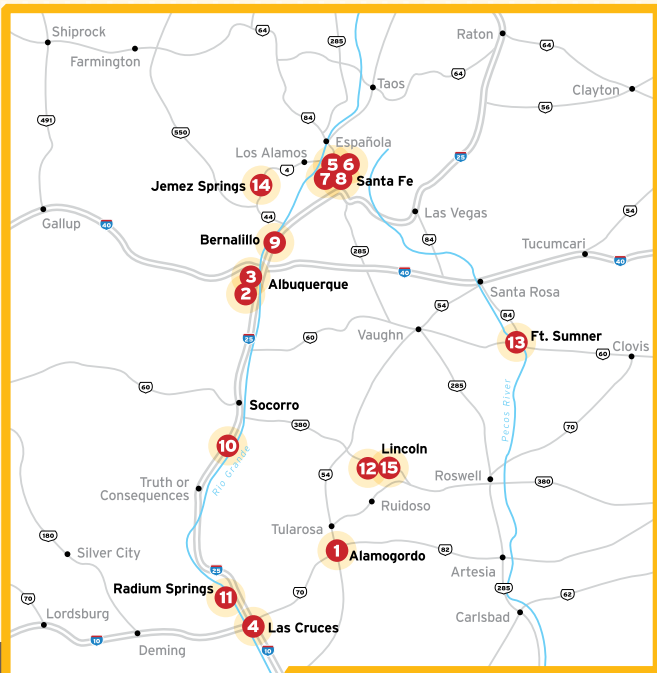 Shiprock
64
285
Raton
64
Farmington
Taos
64
Clayton
56
491
550
84
Española
Los Alamos
25
5 6
4
7 8 Santa Fe
Jemez Springs 14
54
Gallup
44
Las Vegas
40
Bernalillo 9
84
Tucumcari
285
40
40
3
Albuquerque
2
Santa Rosa
54
84
25
60
Vaughn
13 Ft. Sumner
Clovis
60
60
285
Pecos River
Socorro
380
70
10
Lincoln
12 15
Rio Grande
54
Roswell
380
Truth or
Consequences
Ruidoso
Tularosa
180
Silver City
1 Alamogordo
82
Artesia
25
285
Radium Springs
11
70
62
70
Lordsburg
Carlsbad
4 Las Cruces
10
Deming
10